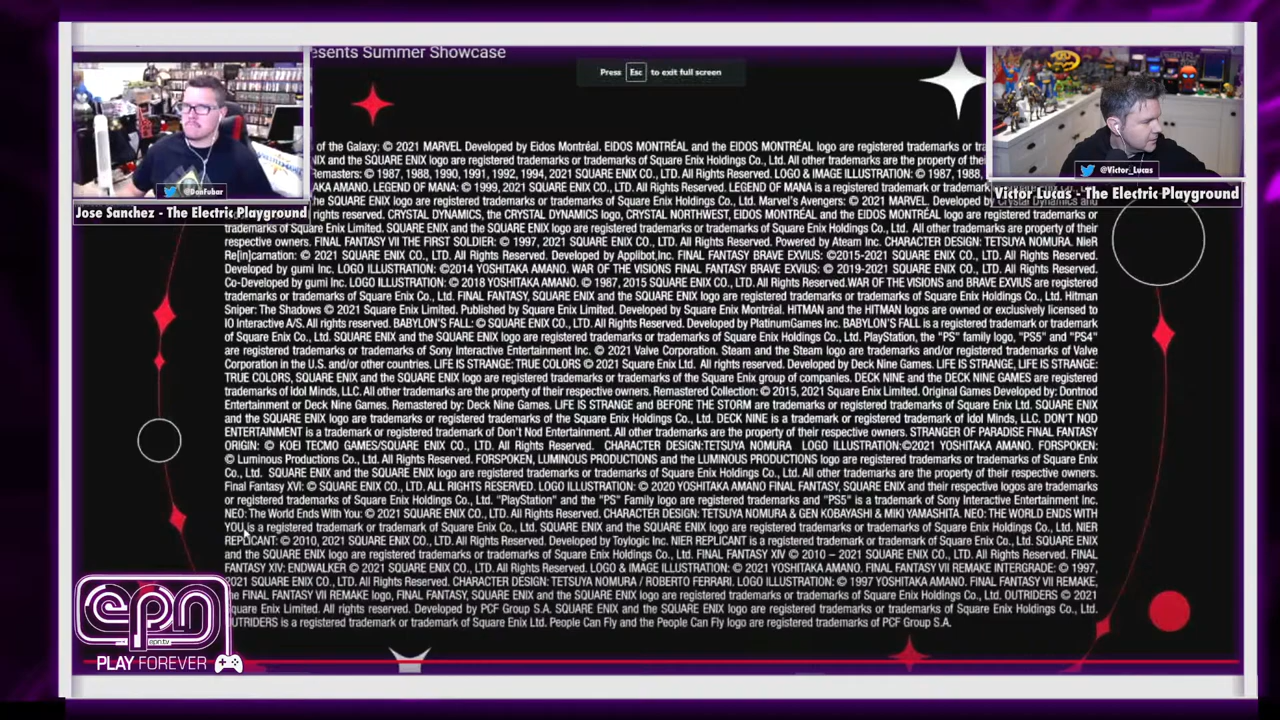 esents Summer Showcase
Press Esc to exit full screen
@DanFubar
Jose Sanchez - The Electric Playground
@Victor_Lucas
Victor Lucas - The Electric Playground
of the Galaxy: © 2021 MARVEL Developed by Eidos Montréal. EIDOS MONTRÉAL and the EIDOS MONTRÉAL logo are registered trademarks or tra
NIX and the SQUARE ENIX logo are registered trademarks or trademarks of Square Enix Holdings Co., Ltd. All other trademarks are the property of their
Remasters: © 1987, 1988, 1990, 1991, 1992, 1994, 2021 SQUARE ENIX CO., LTD. All Rights Reserved. LOGO & IMAGE ILLUSTRATION: © 1987, 1988,
TAKA AMANO. LEGEND OF MANA: © 1999, 2021 SQUARE ENIX CO., LTD. All Rights Reserved. LEGEND OF MANA is a registered trademark or trademark
e SQUARE ENIX logo are registered trademarks or trademarks of Square Enix Holdings Co., Ltd. Marvel's Avengers: © 2021 MARVEL. Developed by Crystal Dynamics and
rights reserved. CRYSTAL DYNAMICS, the CRYSTAL DYNAMICS logo, CRYSTAL NORTHWEST, EIDOS MONTRÉAL and the EIDOS MONTRÉAL logo are registered trademarks or
trademarks of Square Enix Limited. SQUARE ENIX and the SQUARE ENIX logo are registered trademarks or trademarks of Square Enix Holdings Co., Ltd. All other trademarks are the property of their
respective owners. FINAL FANTASY VII THE FIRST SOLDIER: © 1997, 2021 SQUARE ENIX CO., LTD. All Rights Reserved. Powered by Ateam Inc. CHARACTER DESIGN: TETSUYA NOMURA. NieR
Re[in]carnation: © 2021 SQUARE ENIX CO., LTD. All Rights Reserved. Developed by Applibot,Inc. FINAL FANTASY BRAVE EXVIUS: ©2015-2021 SQUARE ENIX CO., LTD. All Rights Reserved.
Developed by gumi Inc. LOGO ILLUSTRATION: ©2014 YOSHITAKA AMANO. WAR OF THE VISIONS FINAL FANTASY BRAVE EXVIUS: © 2019-2021 SQUARE ENIX CO., LTD. All Rights Reserved.
Co-Developed by gumi Inc. LOGO ILLUSTRATION: © 2018 YOSHITAKA AMANO. © 1987, 2015 SQUARE ENIX CO., LTD. All Rights Reserved.WAR OF THE VISIONS and BRAVE EXVIUS are registered
trademarks or trademarks of Square Enix Co., Ltd. FINAL FANTASY, SQUARE ENIX and the SQUARE ENIX logo are registered trademarks or trademarks of Square Enix Holdings Co., Ltd. Hitman
Sniper: The Shadows © 2021 Square Enix Limited. Published by Square Enix Limited. Developed by Square Enix Montréal. HITMAN and the HITMAN logos are owned or exclusively licensed to
IO Interactive A/S. All rights reserved. BABYLON'S FALL: © SQUARE ENIX CO., LTD. All Rights Reserved. Developed by PlatinumGames Inc. BABYLON'S FALL is a registered trademark or trademark
of Square Enix Co., Ltd. SQUARE ENIX and the SQUARE ENIX logo are registered trademarks or trademarks of Square Enix Holdings Co., Ltd. PlayStation, the "PS" family logo, "PS5" and "PS4"
are registered trademarks or trademarks of Sony Interactive Entertainment Inc. © 2021 Valve Corporation. Steam and the Steam logo are trademarks and/or registered trademarks of Valve
Corporation in the U.S. and/or other countries. LIFE IS STRANGE: TRUE COLORS © 2021 Square Enix Ltd. All rights reserved. Developed by Deck Nine Games. LIFE IS STRANGE, LIFE IS STRANGE:
TRUE COLORS, SQUARE ENIX and the SQUARE ENIX logo are registered trademarks or trademarks of the Square Enix group of companies. DECK NINE and the DECK NINE GAMES are registered
trademarks of Idol Minds, LLC. All other trademarks are the property of their respective owners. Remastered Collection: © 2015, 2021 Square Enix Limited. Original Games Developed by: Dontnod
Entertainment or Deck Nine Games. Remastered by: Deck Nine Games. LIFE IS STRANGE and BEFORE THE STORM are trademarks or registered trademarks of Square Enix Ltd. SQUARE ENIX
and the SQUARE ENIX logo are trademarks or registered trademarks of the Square Enix Holdings Co., Ltd. DECK NINE is a trademark or registered trademark of Idol Minds, LLC. DON'T NOD
ENTERTAINMENT is a trademark or registered trademark of Don't Nod Entertainment. All other trademarks are the property of their respective owners. STRANGER OF PARADISE FINAL FANTASY
ORIGIN: © KOEI TECMO GAMES/SQUARE ENIX CO., LTD. All Rights Reserved. CHARACTER DESIGN:TETSUYA NOMURA LOGO ILLUSTRATION:©2021 YOSHITAKA AMANO. FORSPOKEN:
© Luminous Productions Co., Ltd. All Rights Reserved. FORSPOKEN, LUMINOUS PRODUCTIONS and the LUMINOUS PRODUCTIONS logo are registered trademarks or trademarks of Square Enix
Co., Ltd. SQUARE ENIX and the SQUARE ENIX logo are registered trademarks or trademarks of Square Enix Holdings Co., Ltd. All other trademarks are the property of their respective owners.
Final Fantasy XVI: © SQUARE ENIX CO., LTD. ALL RIGHTS RESERVED. LOGO ILLUSTRATION: © 2020 YOSHITAKA AMANO FINAL FANTASY, SQUARE ENIX and their respective logos are trademarks
or registered trademarks of Square Enix Holdings Co., Ltd. "PlayStation" and the "PS" Family logo are registered trademarks and "PS5" is a trademark of Sony Interactive Entertainment Inc.
NEO: The World Ends With You: © 2021 SQUARE ENIX CO., LTD. All Rights Reserved. CHARACTER DESIGN: TETSUYA NOMURA & GEN KOBAYASHI & MIKI YAMASHITA. NEO: THE WORLD ENDS WITH
YOU is a registered trademark or trademark of Square Enix Co., Ltd. SQUARE ENIX and the SQUARE ENIX logo are registered trademarks or trademarks of Square Enix Holdings Co., Ltd. NIER
REPLICANT: © 2010, 2021 SQUARE ENIX CO., LTD. All Rights Reserved. Developed by Toylogic Inc. NIER REPLICANT is a registered trademark or trademark of Square Enix Co., Ltd. SQUARE ENIX
and the SQUARE ENIX logo are registered trademarks or trademarks of Square Enix Holdings Co., Ltd. FINAL FANTASY XIV © 2010 – 2021 SQUARE ENIX CO., LTD. All Rights Reserved. FINAL
FANTASY XIV: ENDWALKER © 2021 SQUARE ENIX CO., LTD. All Rights Reserved. LOGO & IMAGE ILLUSTRATION: © 2021 YOSHITAKA AMANO. FINAL FANTASY VII REMAKE INTERGRADE: © 1997,
2021 SQUARE ENIX CO., LTD. All Rights Reserved. CHARACTER DESIGN: TETSUYA NOMURA / ROBERTO FERRARI. LOGO ILLUSTRATION: © 1997 YOSHITAKA AMANO. FINAL FANTASY VII REMAKE,
the FINAL FANTASY VII REMAKE logo, FINAL FANTASY, SQUARE ENIX and the SQUARE ENIX logo are registered trademarks or trademarks of Square Enix Holdings Co., Ltd. OUTRIDERS © 2021
Square Enix Limited. All rights reserved. Developed by PCF Group S.A. SQUARE ENIX and the SQUARE ENIX logo are registered trademarks or trademarks of Square Enix Holdings Co., Ltd.
OUTRIDERS is a registered trademark or trademark of Square Enix Ltd. People Can Fly and the People Can Fly logo are registered trademarks of PCF Group S.A.
epn
epn.tv
PLAY FOREVER